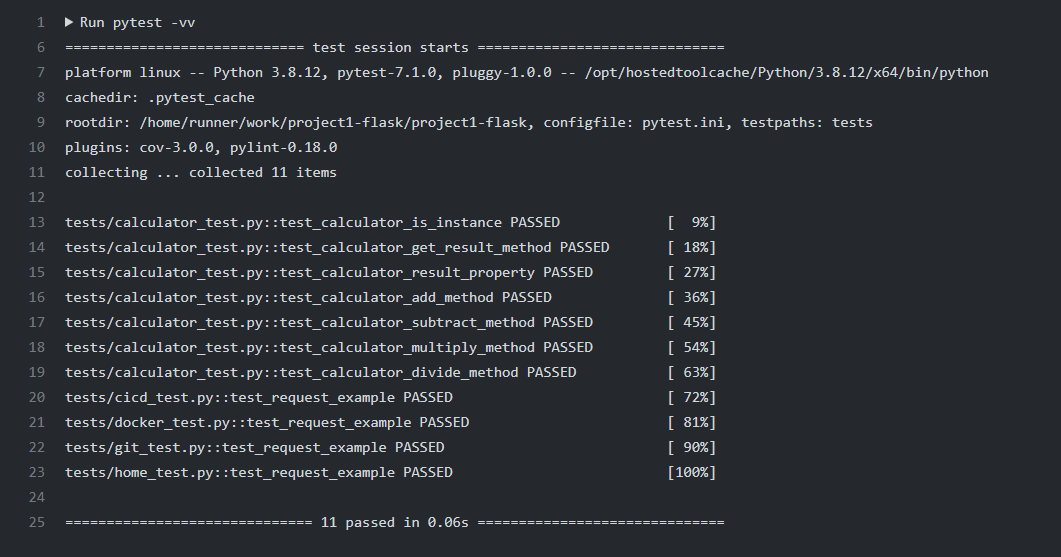 1 ▶ Run pytest -vv
6 ============================= test session starts ==============================
7 platform linux -- Python 3.8.12, pytest-7.1.0, pluggy-1.0.0 -- /opt/hostedtoolcache/Python/3.8.12/x64/bin/python
8 cachedir: .pytest_cache
9 rootdir: /home/runner/work/project1-flask/project1-flask, configfile: pytest.ini, testpaths: tests
10 plugins: cov-3.0.0, pylint-0.18.0
11 collecting ... collected 11 items
12
13 tests/calculator_test.py::test_calculator_is_instance PASSED             [  9%]
14 tests/calculator_test.py::test_calculator_get_result_method PASSED       [ 18%]
15 tests/calculator_test.py::test_calculator_result_property PASSED         [ 27%]
16 tests/calculator_test.py::test_calculator_add_method PASSED              [ 36%]
17 tests/calculator_test.py::test_calculator_subtract_method PASSED         [ 45%]
18 tests/calculator_test.py::test_calculator_multiply_method PASSED         [ 54%]
19 tests/calculator_test.py::test_calculator_divide_method PASSED           [ 63%]
20 tests/cicd_test.py::test_request_example PASSED                          [ 72%]
21 tests/docker_test.py::test_request_example PASSED                        [ 81%]
22 tests/git_test.py::test_request_example PASSED                           [ 90%]
23 tests/home_test.py::test_request_example PASSED                          [100%]
24
25 ============================== 11 passed in 0.06s ==============================